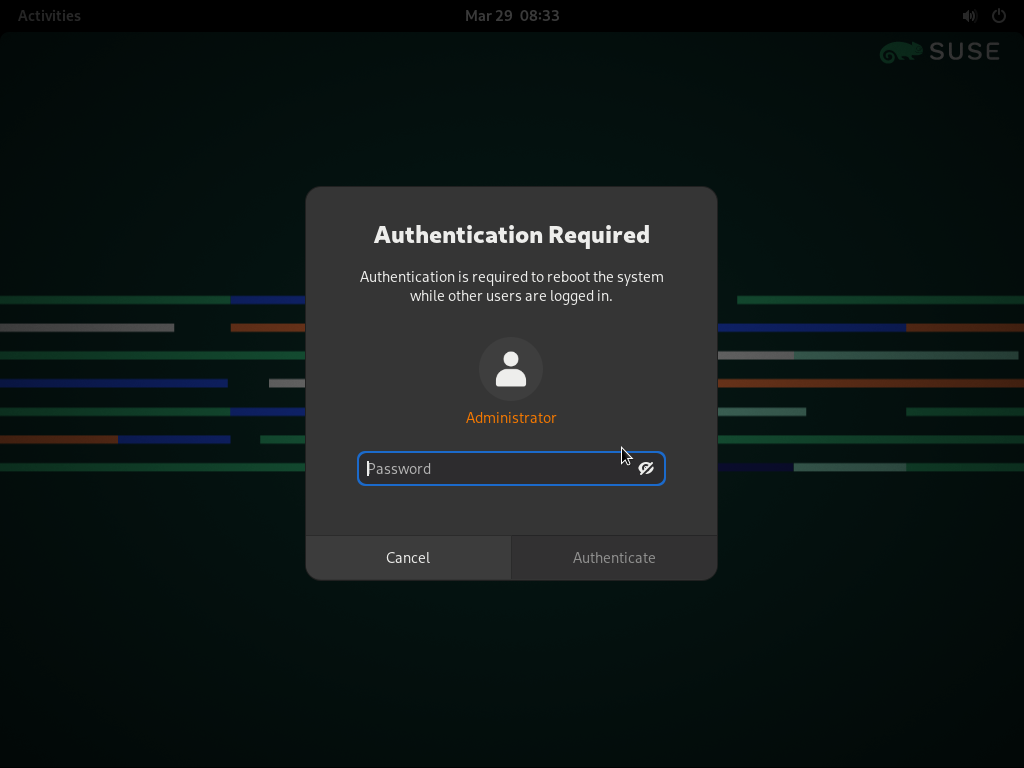 Activities
Mar 29 08:33
SUSE
Authentication Required
Authentication is required to reboot the system
while other users are logged in.
Administrator
Password
Cancel
Authenticate